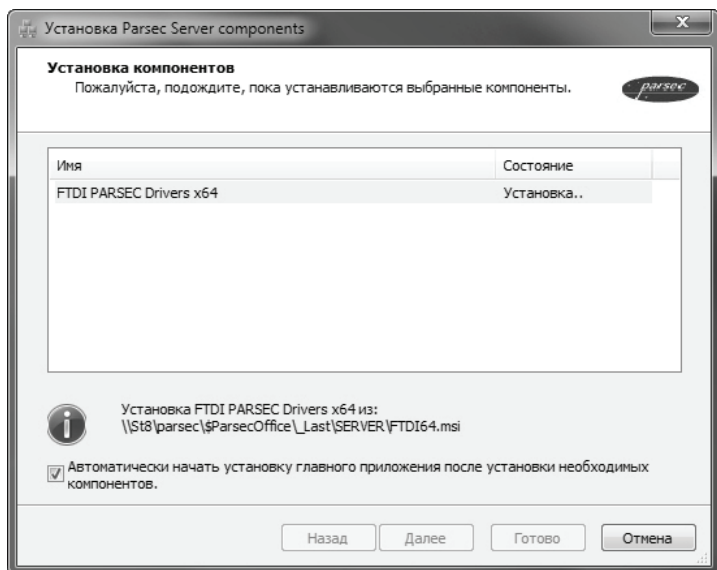 Установка Parsec Server components
Установка компонентов
Пожалуйста, подождите, пока устанавливаются выбранные компоненты.
parsec
Имя Состояние
FTDI PARSEC Drivers x64 Установка..
Установка FTDI PARSEC Drivers x64 из:
\\St8\parsec\$ParsecOffice\_Last\SERVER\FTDI64.msi
Автоматически начать установку главного приложения после установки необходимых
компонентов.
Назад Далее Готово Отмена